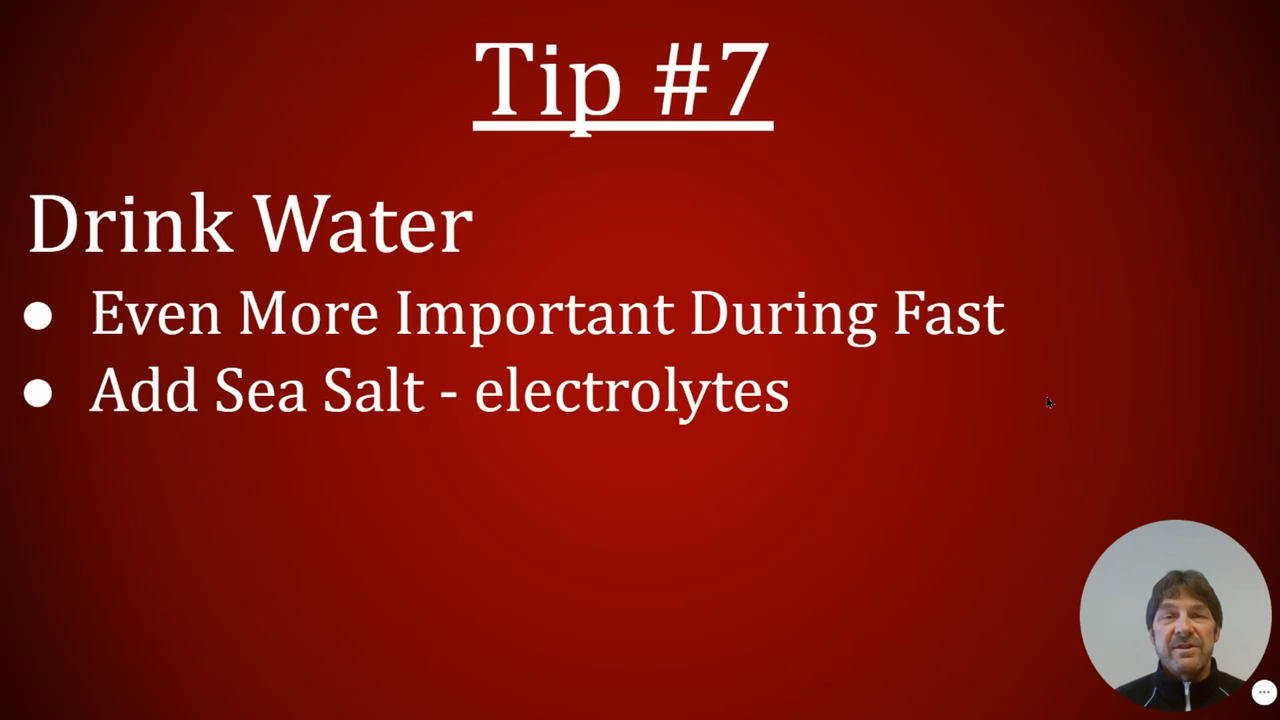 Tip #7
Drink Water
● Even More Important During Fast
● Add Sea Salt - electrolytes